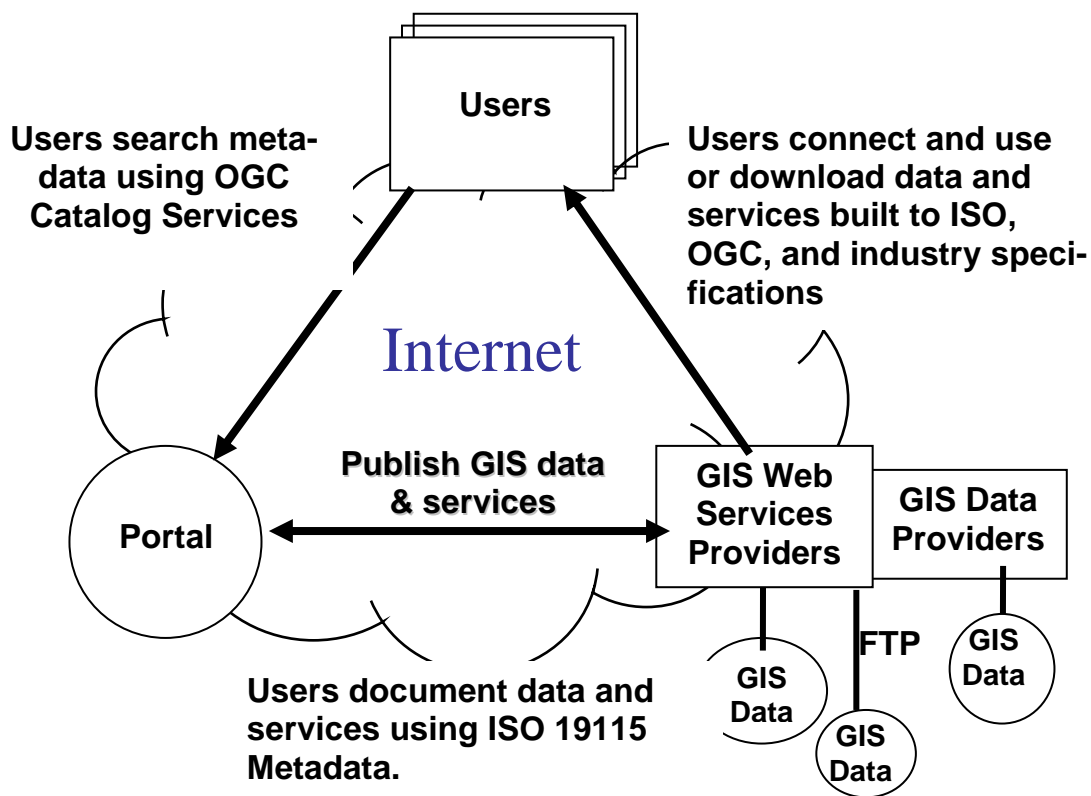 Users
Users search meta-
data using OGC
Catalog Services
Users connect and use
or download data and
services built to ISO,
OGC, and industry speci-
fications
Internet
Publish GIS data
& services
Portal
GIS Web
Services
Providers
GIS Data
Providers
FTP
GIS
Data
GIS
Data
GIS
Data
Users document data and
services using ISO 19115
Metadata.